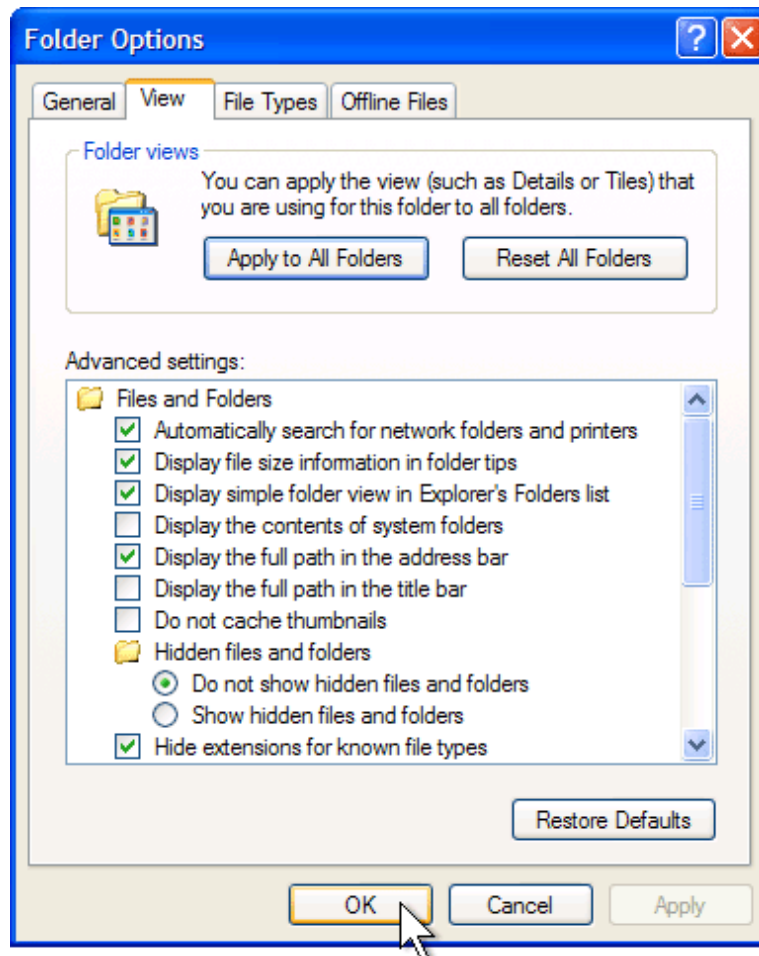 Folder Options
General View File Types Offline Files
Folder views
You can apply the view (such as Details or Tiles) that
you are using for this folder to all folders.
Apply to All Folders Reset All Folders
Advanced settings:
Files and Folders
Automatically search for network folders and printers
Display file size information in folder tips
Display simple folder view in Explorer's Folders list
Display the contents of system folders
Display the full path in the address bar
Display the full path in the title bar
Do not cache thumbnails
Hidden files and folders
Do not show hidden files and folders
Show hidden files and folders
Hide extensions for known file types
Restore Defaults
OK Cancel Apply